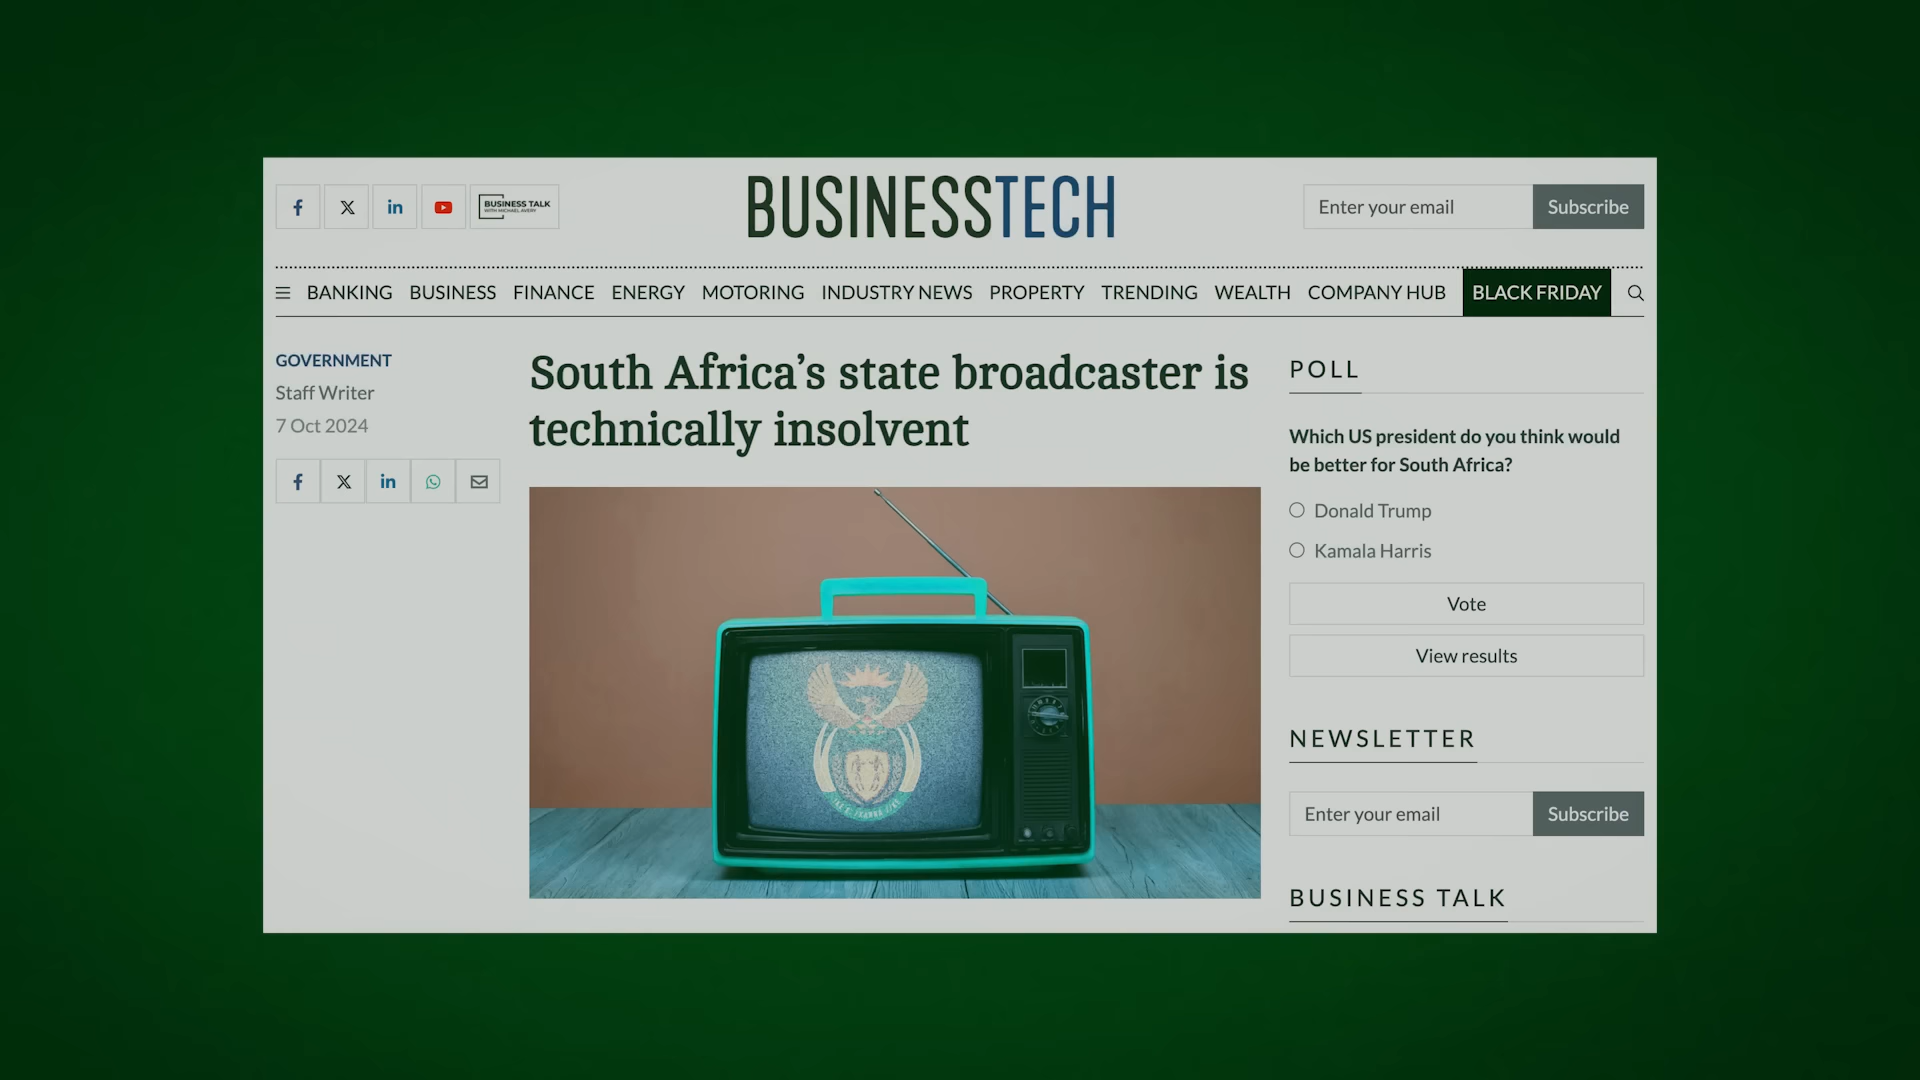 BUSINESS TALK
WITH MICHAEL AVERY
BUSINESSTECH
Enter your email
Subscribe
BANKING BUSINESS FINANCE ENERGY MOTORING INDUSTRY NEWS PROPERTY TRENDING WEALTH COMPANY HUB BLACK FRIDAY
GOVERNMENT
Staff Writer
7 Oct 2024
South Africa’s state broadcaster is
technically insolvent
POLL
Which US president do you think would
be better for South Africa?
Donald Trump
Kamala Harris
Vote
View results
NEWSLETTER
Enter your email
Subscribe
BUSINESS TALK